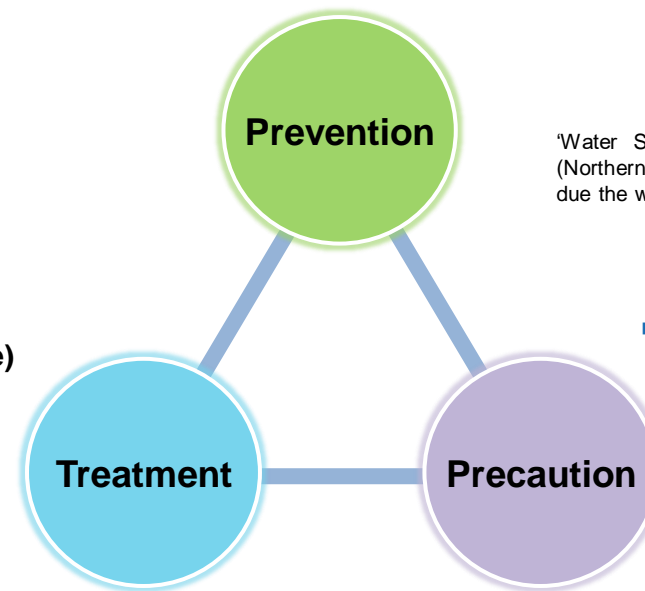 Prevention
‘Water S
(Northern
due the w
e)
Treatment
Precaution